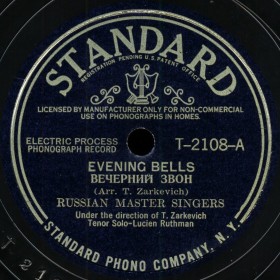 STANDARD
REGISTRATION PENDING U.S. PATENT OFFICE
LICENSED BY MANUFACTURER ONLY FOR NON-COMMERCIAL
USE ON PHONOGRAPHS IN HOMES.
ELECTRIC PROCESS
PHONOGRAPH RECORD
T-2108-A
EVENING BELLS
ВЕЧЕРНИЙ ЗВОН
(Arr. T. Zarkevich)
RUSSIAN MASTER SINGERS
Under the direction of T. Zarkevich
Tenor Solo-Lucien Ruthman
STANDARD PHONO COMPANY, N. Y.